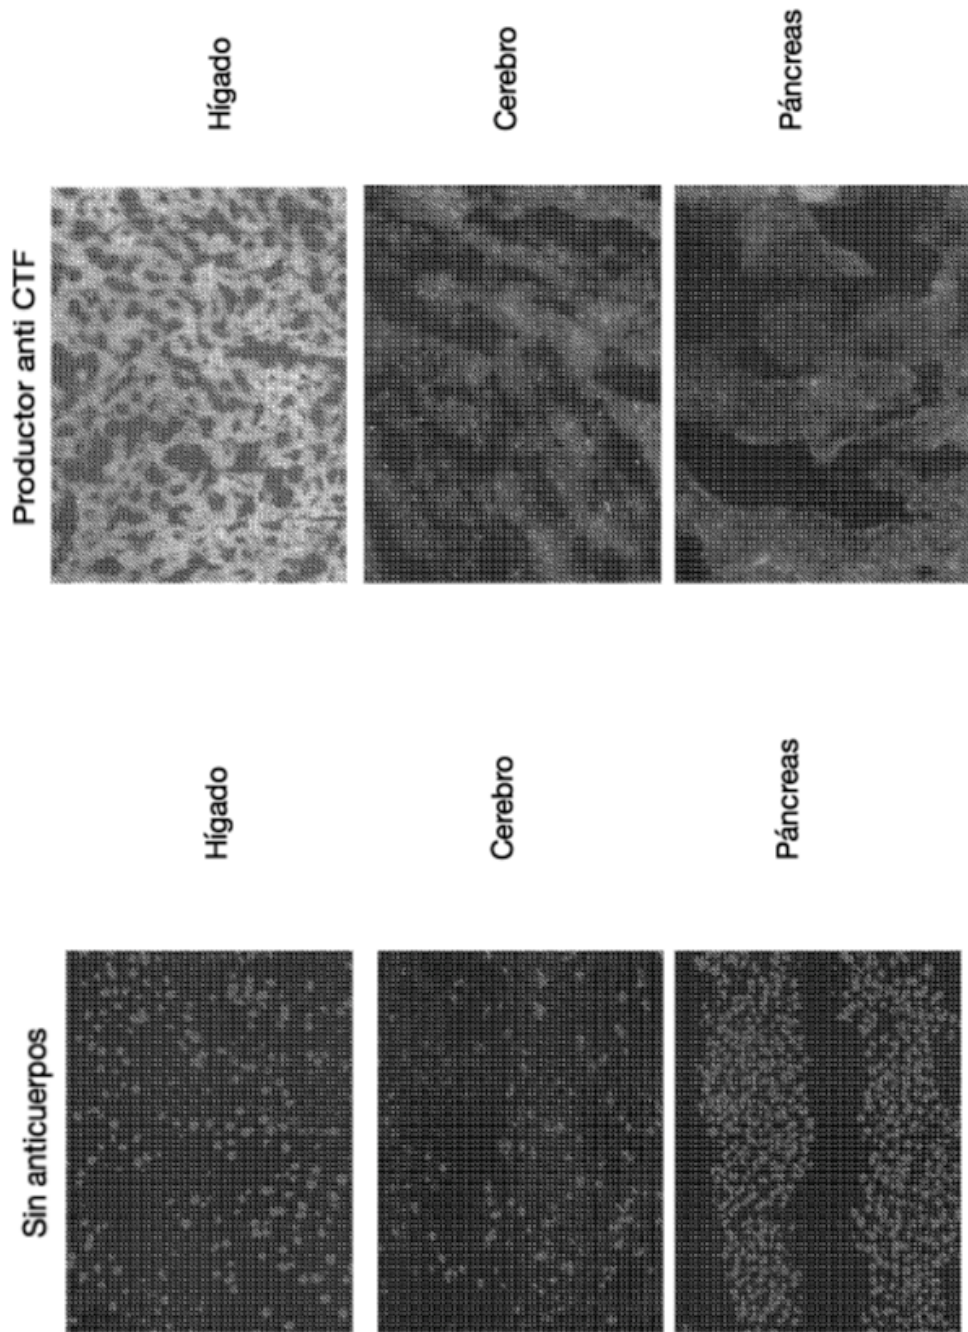 Sin anticuerpos
Productor anti CTF
Hígado
Hígado
Cerebro
Cerebro
Páncreas
Páncreas